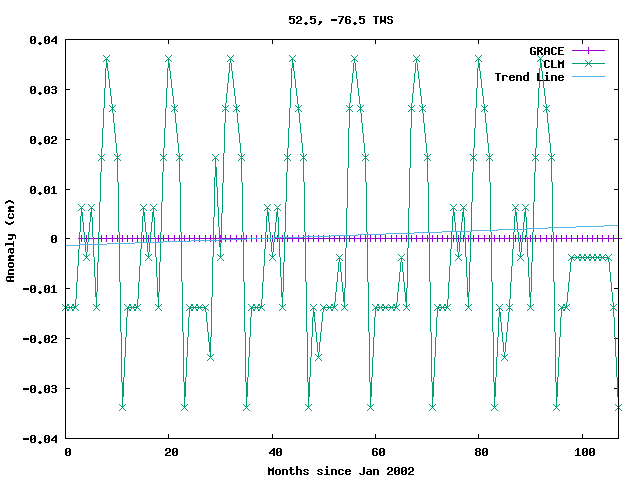 52.5, -76.5 TWS
GRACE
CLM
Trend Line
0.04
0.03
0.02
0.01
0
-0.01
-0.02
-0.03
-0.04
Anomaly (cm)
0 20 40 60 80 100
Months since Jan 2002